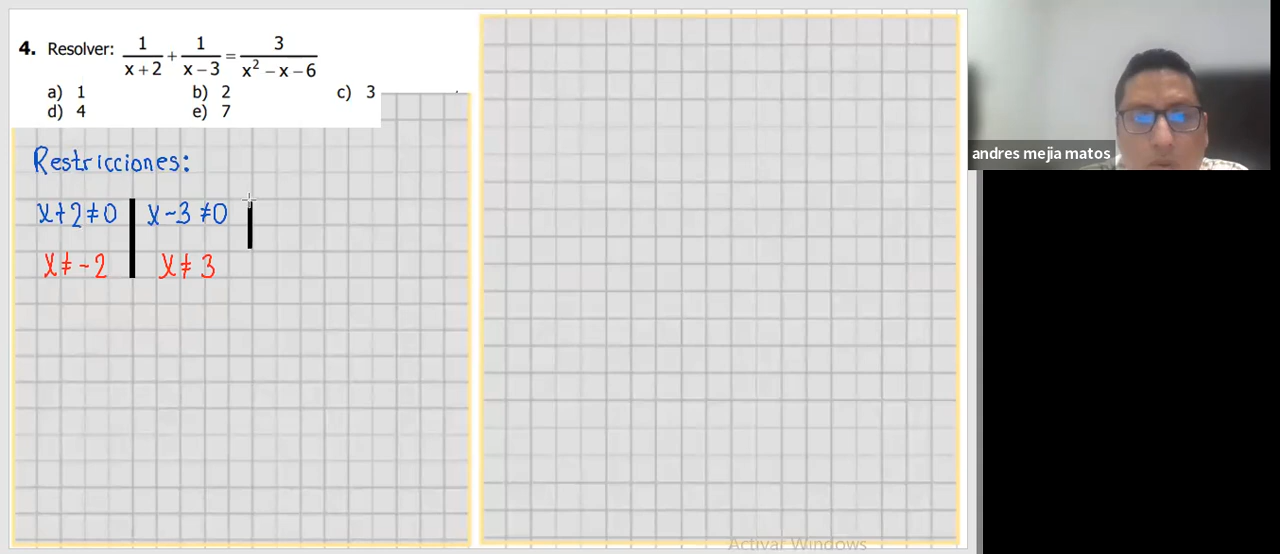 4. Resolver: 1/(x+2) + 1/(x−3) = 3/(x² −x−6)
a) 1 b) 2 c) 3
d) 4 e) 7
Restricciones:
x+2≠0 x−3≠0
x≠−2 x≠3
andres mejia matos
Activar Windows